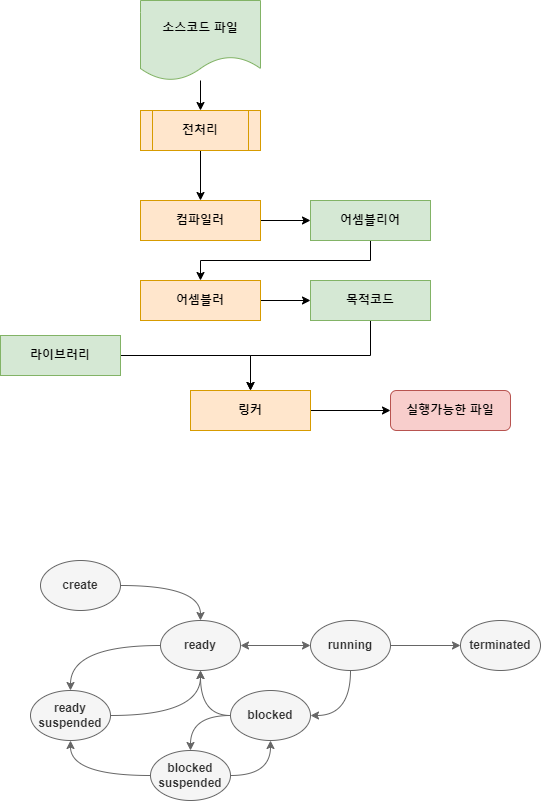 소스코드 파일
전처리
컴파일러
어셈블리어
어셈블러
목적코드
라이브러리
링커
실행가능한 파일
create
ready
running
terminated
ready
suspended
blocked
blocked
suspended